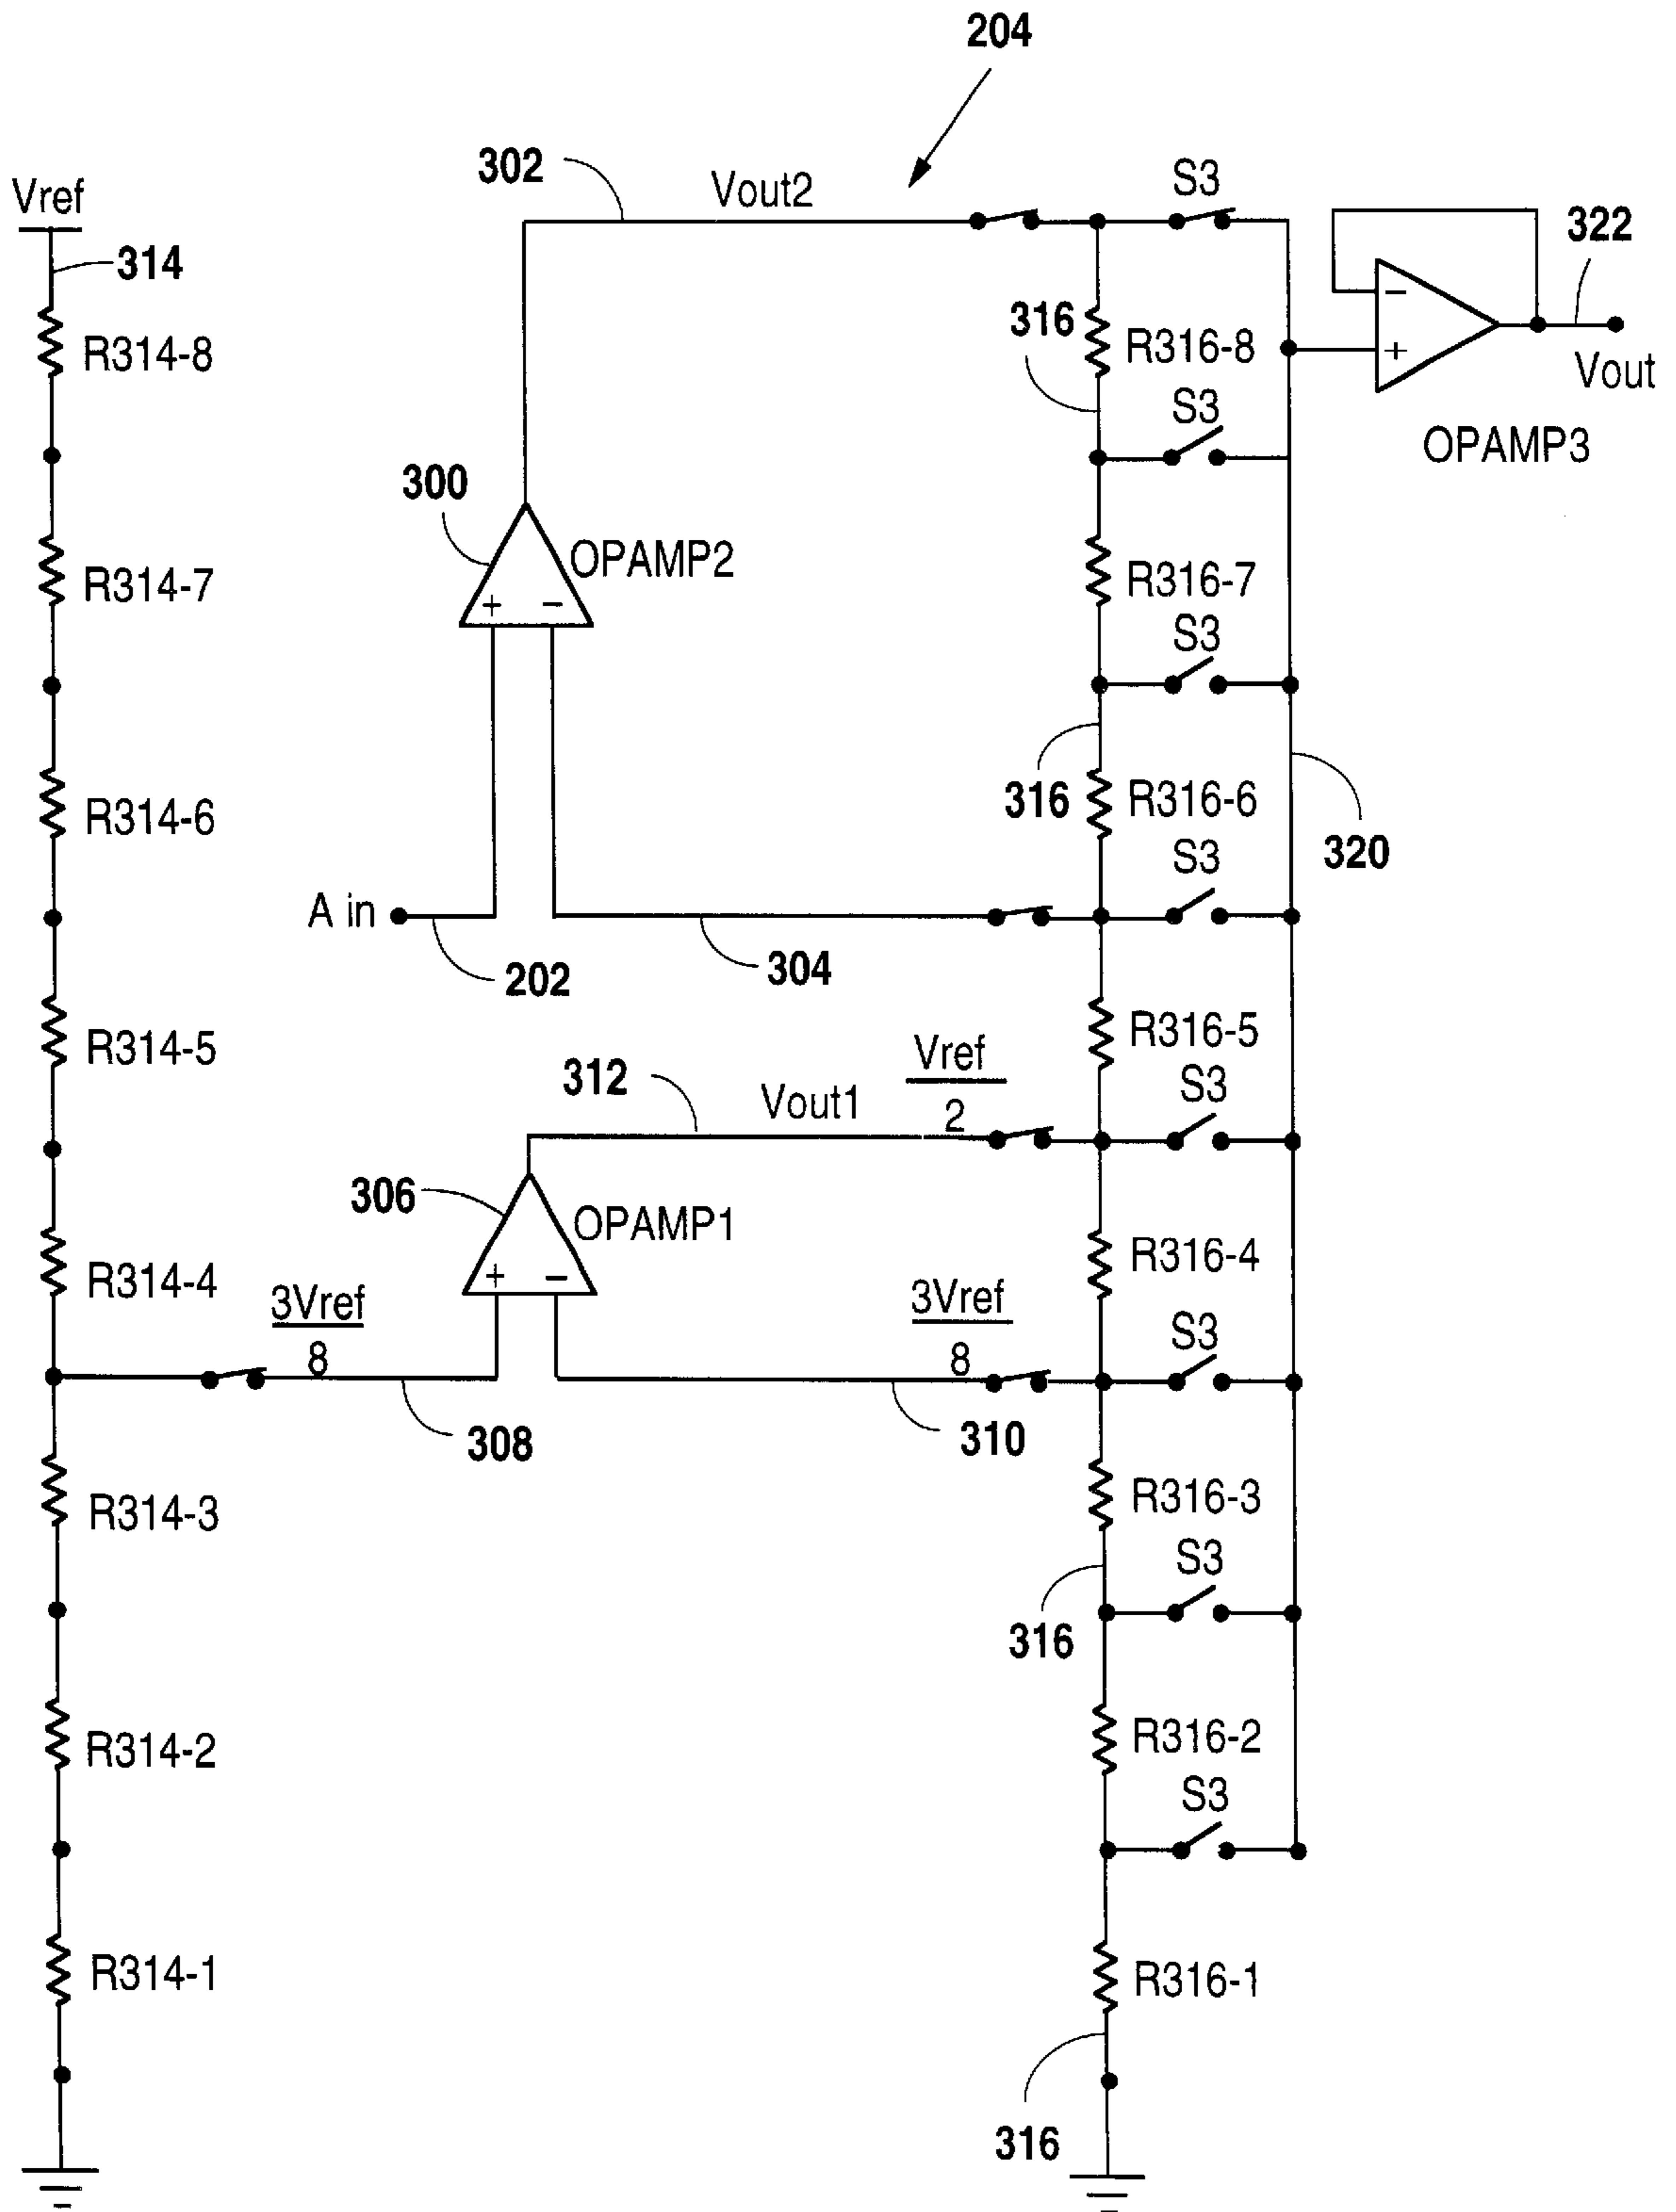 204
302
Vout2
S3
Vref
322
314
316
R316-8
R314-8
Vout
S3
OPAMP3
300
OPAMP2
R314-7
R316-7
+ −
S3
R314-6
316
R316-6
320
S3
A in
202
304
R314-5
R316-5
Vref
2
312
Vout1
S3
306
OPAMP1
R316-4
R314-4
+ −
3Vref
8
3Vref
8
S3
308
310
R314-3
R316-3
S3
316
R314-2
R316-2
S3
R314-1
R316-1
316
−
+